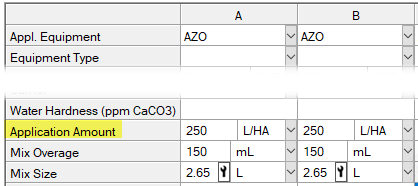 A B
Appl. Equipment AZO AZO
Equipment Type
Water Hardness (ppm CaCO3)
Application Amount 250 L/HA 250 L/HA
Mix Overage 150 mL 150 mL
Mix Size 2.65 L 2.65 L